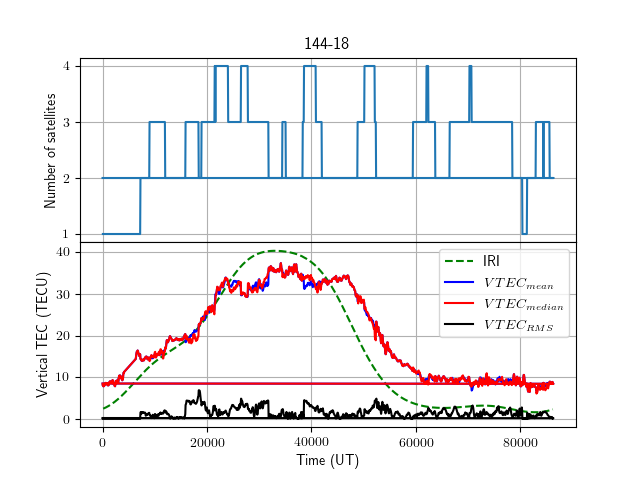 144-18
4
3
2
1
Number of satellites
40
30
20
10
0
Vertical TEC (TECU)
IRI
VTEC_mean
VTEC_median
VTEC_RMS
0 20000 40000 60000 80000
Time (UT)